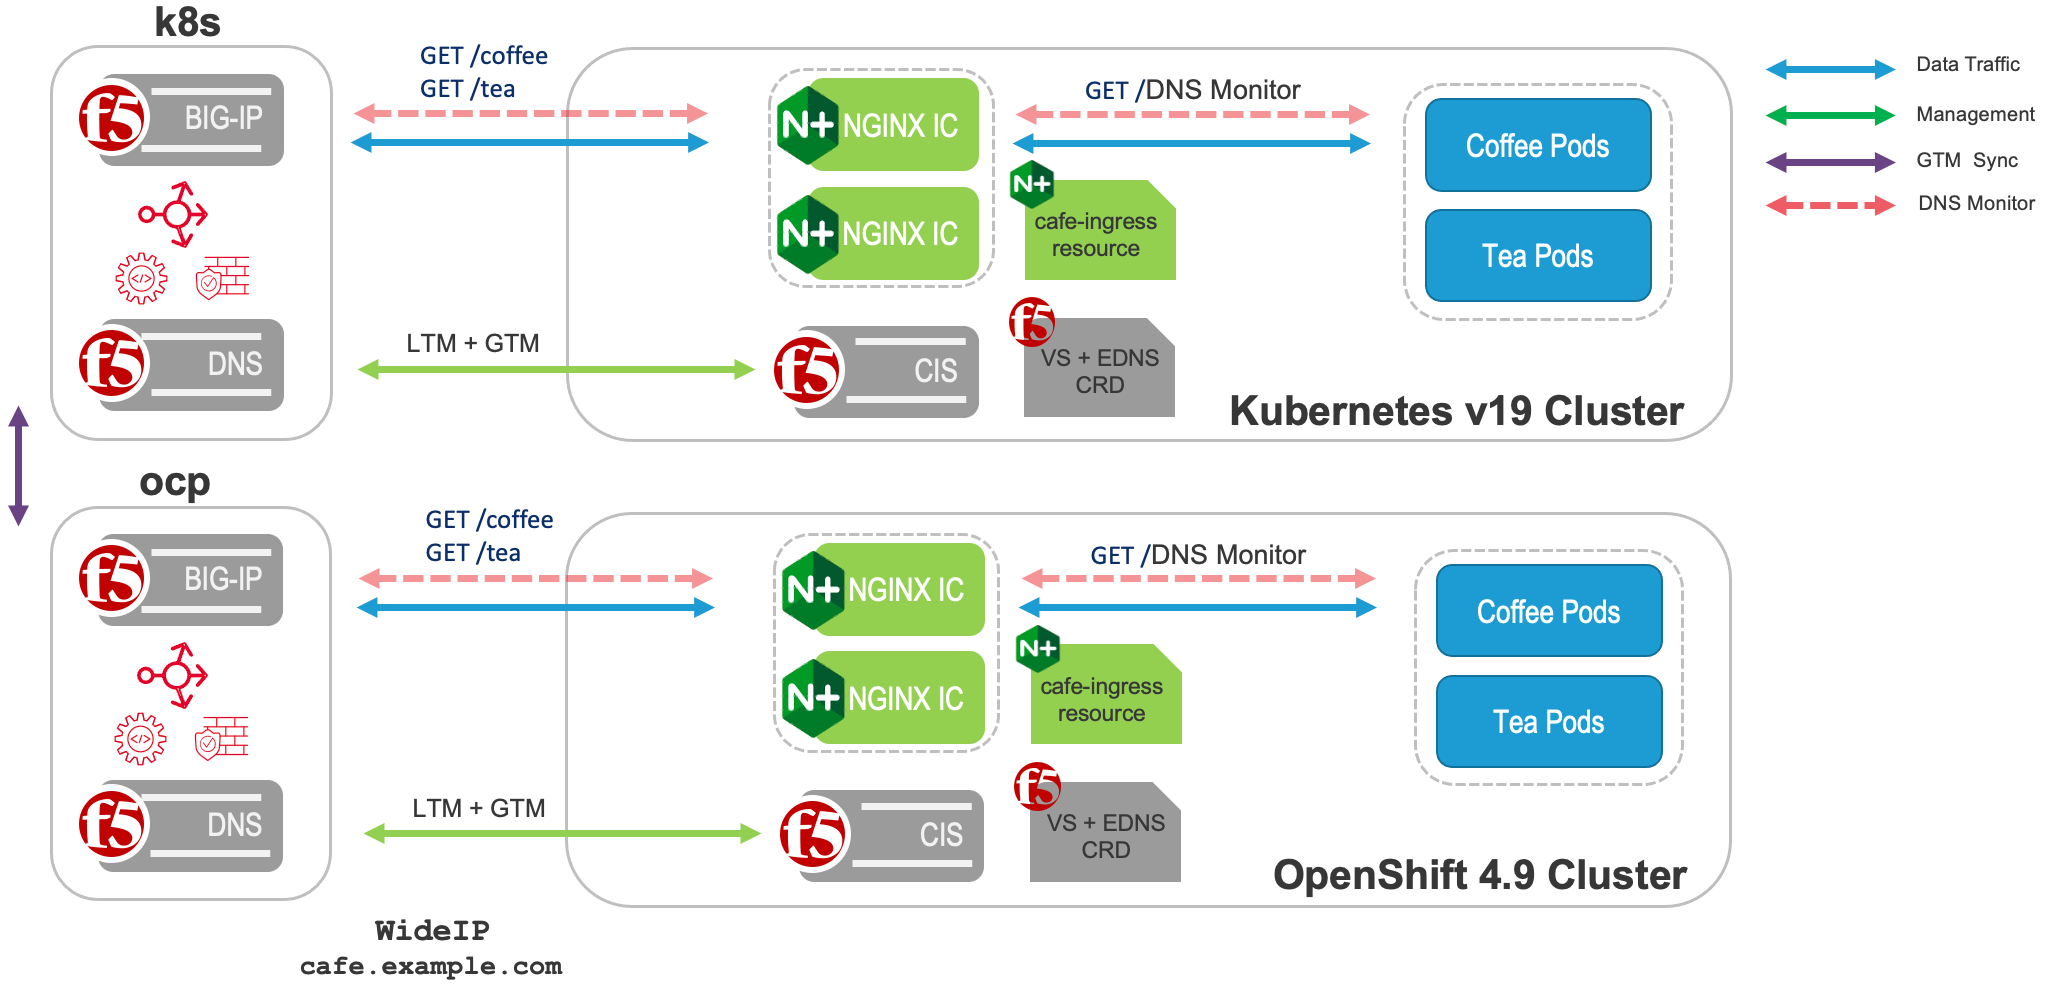 k8s
f5
BIG-IP
</>
f5
DNS
GET /coffee
GET /tea
LTM + GTM
N+
NGINX IC
N+
NGINX IC
f5
CIS
GET /DNS Monitor
N+
cafe-ingress
resource
f5
VS + EDNS
CRD
Coffee Pods
Tea Pods
Kubernetes v19 Cluster
Data Traffic
Management
GTM Sync
DNS Monitor
ocp
f5
BIG-IP
</>
f5
DNS
GET /coffee
GET /tea
LTM + GTM
N+
NGINX IC
N+
NGINX IC
f5
CIS
GET /DNS Monitor
N+
cafe-ingress
resource
f5
VS + EDNS
CRD
Coffee Pods
Tea Pods
OpenShift 4.9 Cluster
WideIP
cafe.example.com